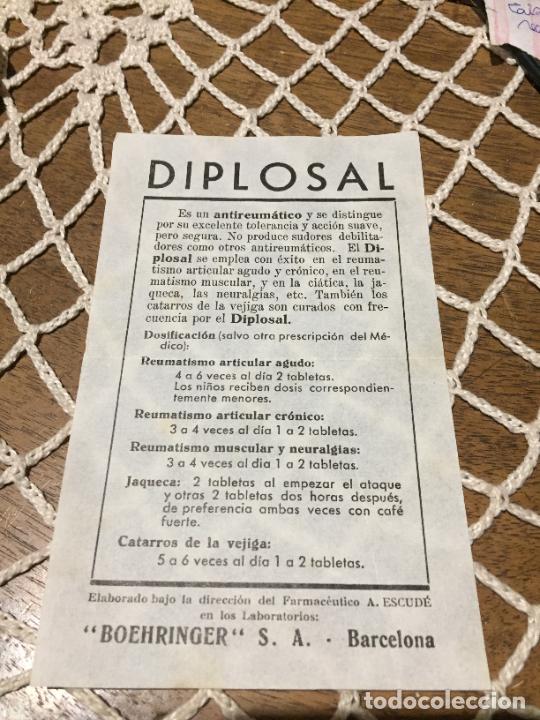 DIPLOSAL
Es un antireumático y se distingue
por su excelente tolerancia y acción suave,
pero segura. No produce sudores debilita-
dores como otros antireumáticos. El Di-
plosal se emplea con éxito en el reuma-
tismo articular agudo y crónico, en el reu-
matismo muscular, y en la ciática, la ja-
queca, las neuralgias, etc. También los
catarros de la vejiga son curados con fre-
cuencia por el Diplosal.
Dosificación (salvo otra prescripción del Mé-
dico):
Reumatismo articular agudo:
4 a 6 veces al día 2 tabletas.
Los niños reciben dosis correspondien-
temente menores.
Reumatismo articular crónico:
3 a 4 veces al día 1 a 2 tabletas.
Reumatismo muscular y neuralgias:
3 a 4 veces al dia 1 a 2 tabletas.
Jaqueca: 2 tabletas al empezar el ataque
y otras 2 tabletas dos horas después,
de preferencia ambas veces con café
fuerte.
Catarros de la vejiga:
5 a 6 veces al día 1 a 2 tabletas.
Elaborado bajo la dirección del Farmacéutico A. ESCUDÉ
en los Laboratorios:
"BOEHRINGER" S. A. - Barcelona
todocoleccion.net